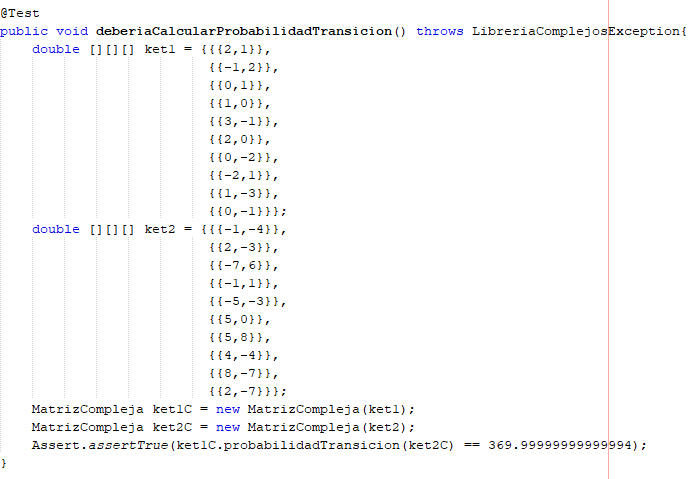 @Test
public void deberiaCalcularProbabilidadTransicion() throws LibreriaComplejosException{
    double [][][] ket1 = {{{2,1}},
                          {{-1,2}},
                          {{0,1}},
                          {{1,0}},
                          {{3,-1}},
                          {{2,0}},
                          {{0,-2}},
                          {{-2,1}},
                          {{1,-3}},
                          {{0,-1}}};
    double [][][] ket2 = {{{-1,-4}},
                          {{2,-3}},
                          {{-7,6}},
                          {{-1,1}},
                          {{-5,-3}},
                          {{5,0}},
                          {{5,8}},
                          {{4,-4}},
                          {{8,-7}},
                          {{2,-7}}};
    MatrizCompleja ket1C = new MatrizCompleja(ket1);
    MatrizCompleja ket2C = new MatrizCompleja(ket2);
    Assert.assertTrue(ket1C.probabilidadTransicion(ket2C) == 369.99999999999994);
}